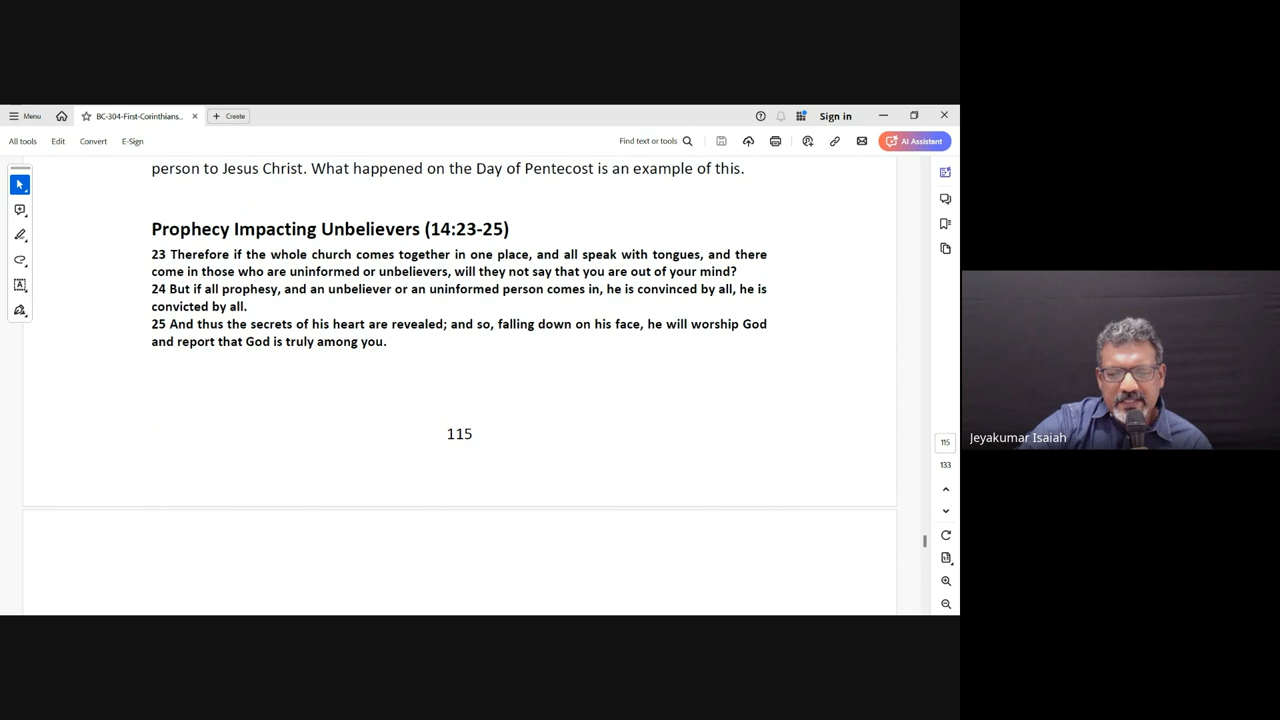 Menu
BC-304-First-Corinthians...
Create
Sign in
All tools
Edit
Convert
E-Sign
Find text or tools
AI Assistant
person to Jesus Christ. What happened on the Day of Pentecost is an example of this.
Prophecy Impacting Unbelievers (14:23-25)
23 Therefore if the whole church comes together in one place, and all speak with tongues, and there
come in those who are uninformed or unbelievers, will they not say that you are out of your mind?
24 But if all prophesy, and an unbeliever or an uninformed person comes in, he is convinced by all, he is
convicted by all.
25 And thus the secrets of his heart are revealed; and so, falling down on his face, he will worship God
and report that God is truly among you.
115
115
133
Jeyakumar Isaiah